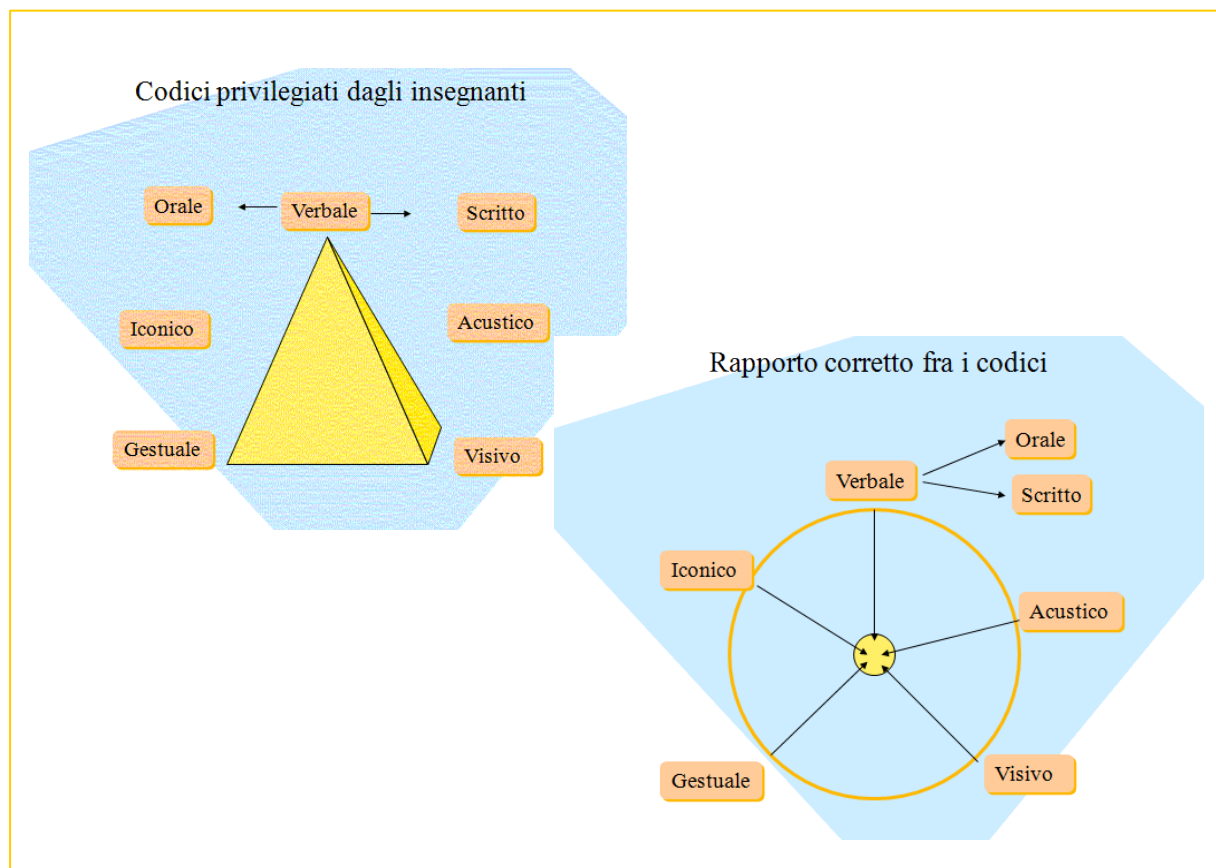 Codici privilegiati dagli insegnanti
Orale
Verbale
Scritto
Iconico
Acustico
Gestuale
Visivo
Rapporto corretto fra i codici
Orale
Verbale
Scritto
Iconico
Acustico
Gestuale
Visivo